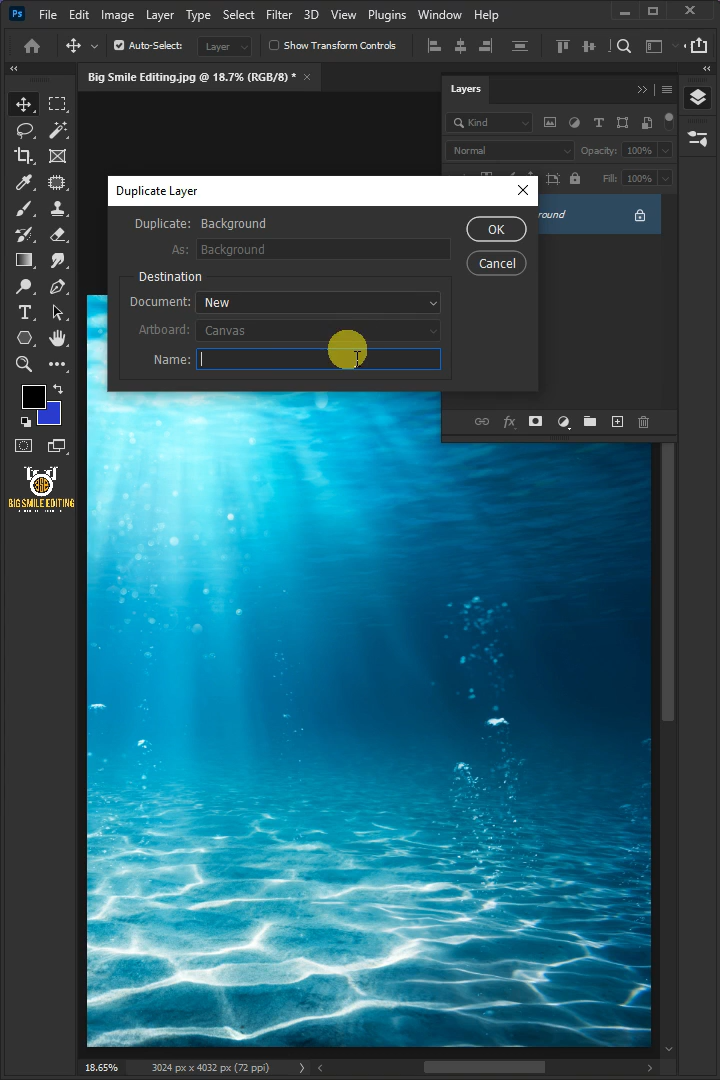 Ps File Edit Image Layer Type Select Filter 3D View Plugins Window Help
Auto-Select: Layer Show Transform Controls
Big Smile Editing.jpg @ 18.7% (RGB/8) * ×
Layers
Kind
Normal Opacity: 100%
Fill: 100%
Duplicate Layer
Duplicate: Background
As: Background
OK
Destination
Cancel
Document: New
Artboard: Canvas
Name:
fx
BIG SMILE EDITING
18.65% 3024 px x 4032 px (72 ppi)